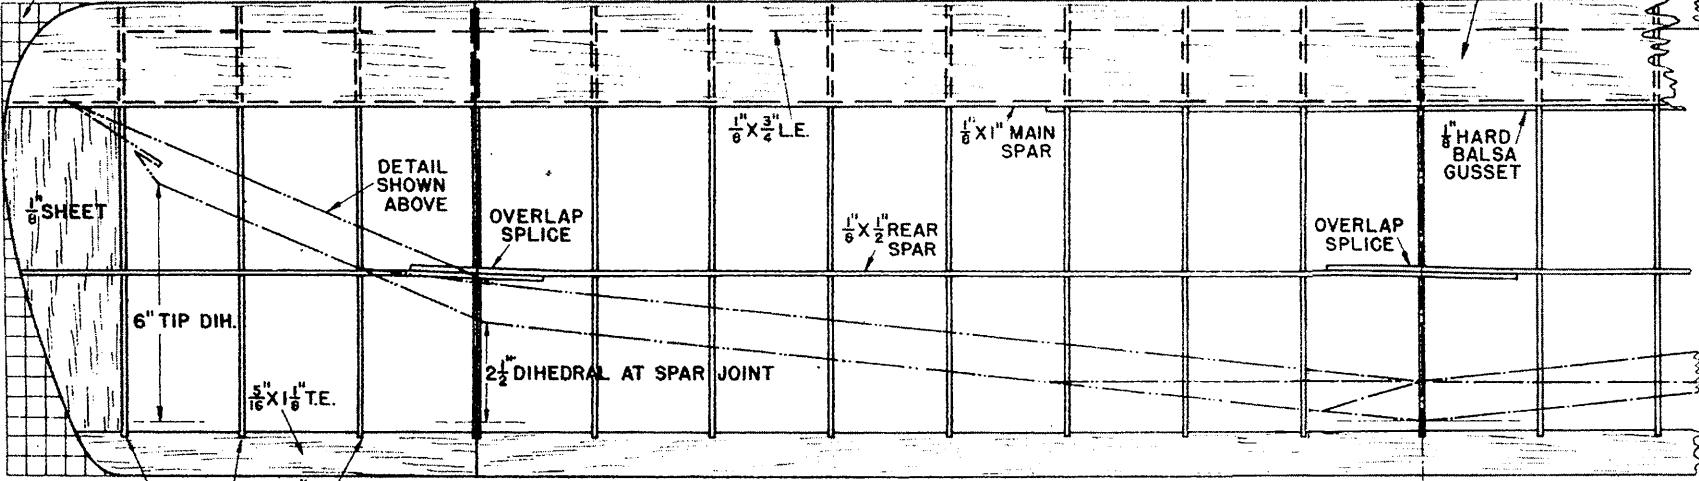 1/8" X 3/4" L.E.
1/8" X 1" MAIN
SPAR
1/8" HARD
BALSA
GUSSET
DETAIL
SHOWN
ABOVE
1/8" SHEET
OVERLAP
SPLICE
1/8" X 1/2" REAR
SPAR
OVERLAP
SPLICE
6" TIP DIH.
2 1/2" DIHEDRAL AT SPAR JOINT
5/16" X 1 1/8" T.E.